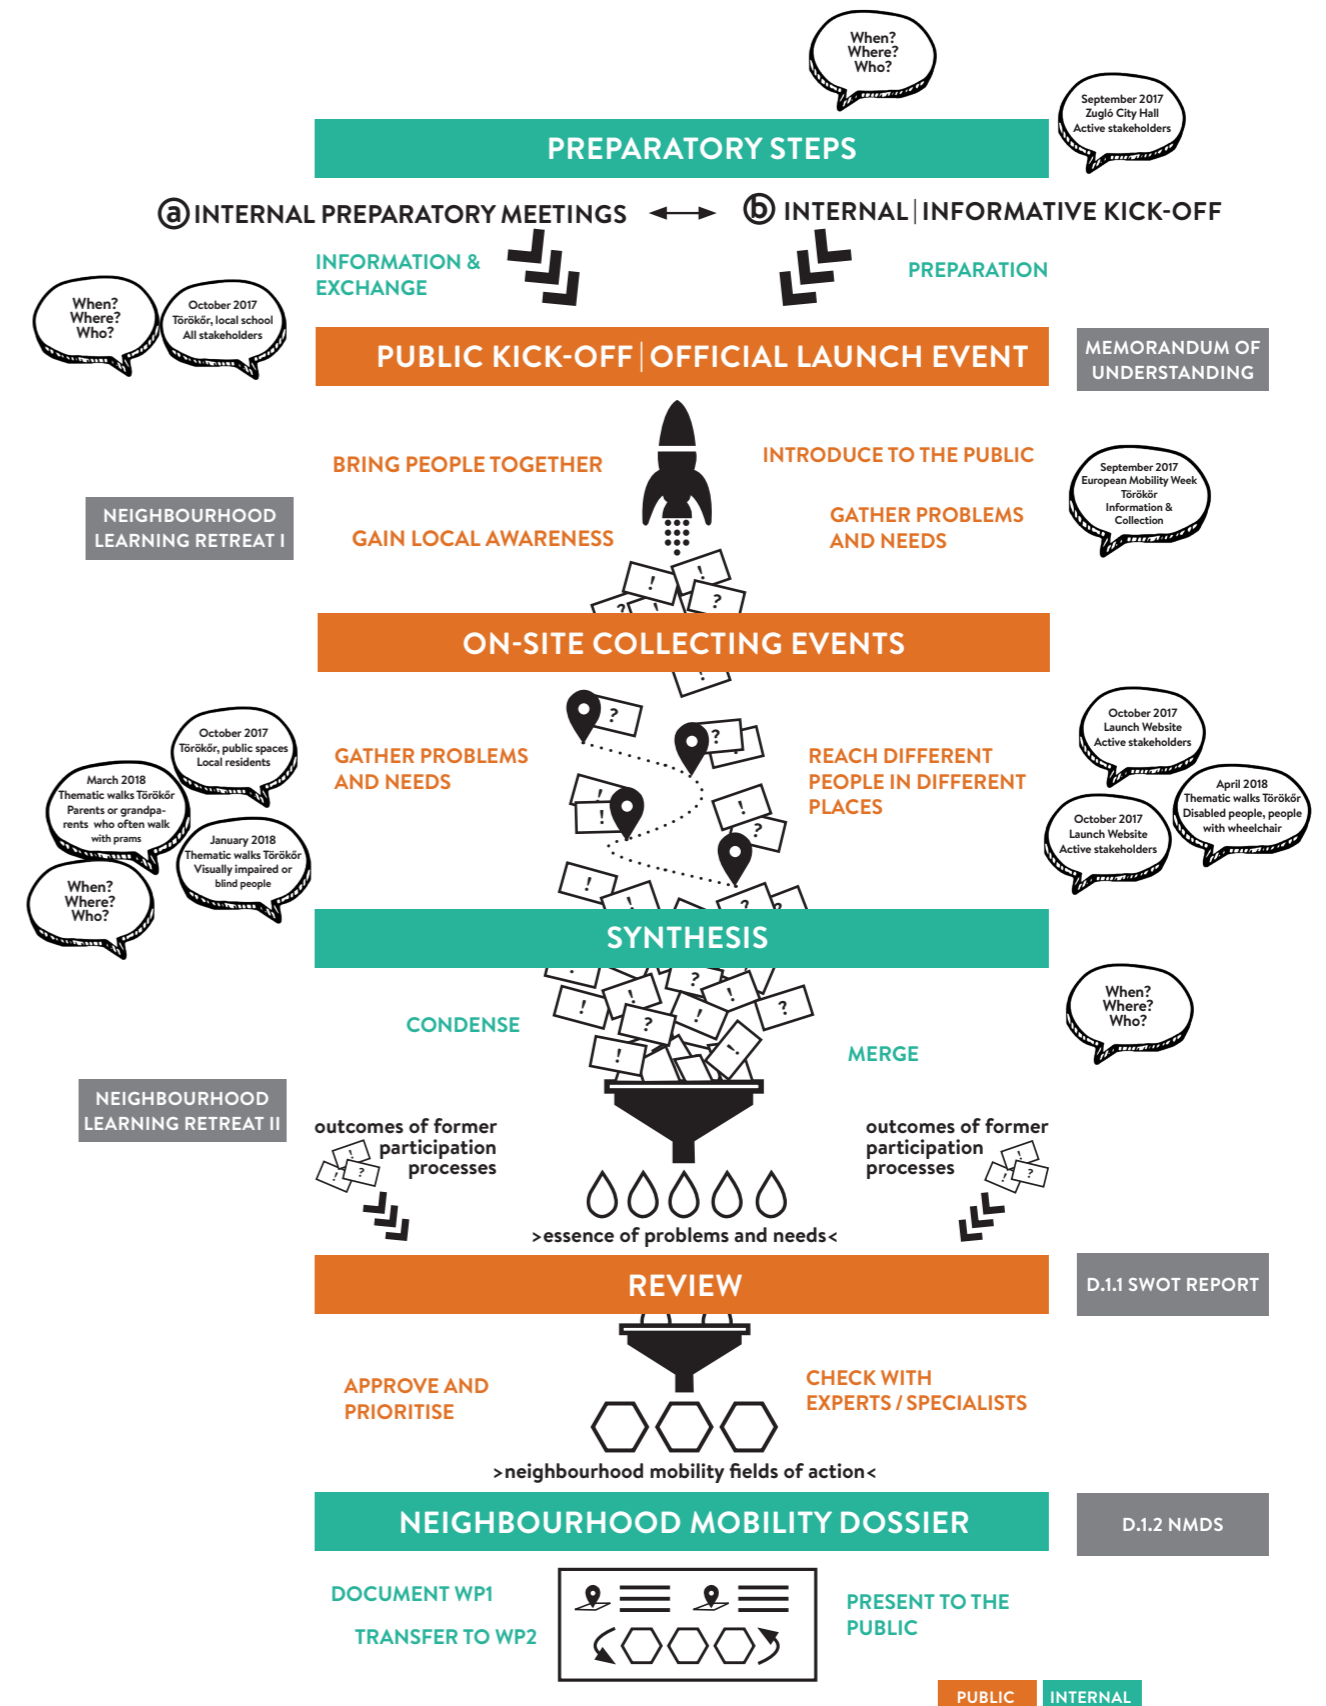 When?
Where?
Who?
September 2017
Zugló City Hall
Active stakeholders
PREPARATORY STEPS
ⓐ INTERNAL PREPARATORY MEETINGS
ⓑ INTERNAL | INFORMATIVE KICK-OFF
INFORMATION &
EXCHANGE
PREPARATION
When?
Where?
Who?
October 2017
Törökőr, local school
All stakeholders
PUBLIC KICK-OFF | OFFICIAL LAUNCH EVENT
MEMORANDUM OF
UNDERSTANDING
BRING PEOPLE TOGETHER
INTRODUCE TO THE PUBLIC
NEIGHBOURHOOD
LEARNING RETREAT I
GAIN LOCAL AWARENESS
GATHER PROBLEMS
AND NEEDS
September 2017
European Mobility Week
Törökőr
Information &
Collection
!
!
?
?
!
ON-SITE COLLECTING EVENTS
!
?
?
!
!
!
?
GATHER PROBLEMS
AND NEEDS
REACH DIFFERENT
PEOPLE IN DIFFERENT
PLACES
October 2017
Törökőr, public spaces
Local residents
March 2018
Thematic walks Törökőr
Parents or grandpa-
rents who often walk
with prams
January 2018
Thematic walks Törökőr
Visually impaired or
blind people
When?
Where?
Who?
October 2017
Launch Website
Active stakeholders
April 2018
Thematic walks Törökőr
Disabled people, people
with wheelchair
October 2017
Launch Website
Active stakeholders
!
!
?
?
SYNTHESIS
!
?
!
!
!
?
!
?
!
!
CONDENSE
MERGE
When?
Where?
Who?
NEIGHBOURHOOD
LEARNING RETREAT II
outcomes of former
participation
processes
!
!
?
outcomes of former
participation
processes
!
!
?
>essence of problems and needs<
REVIEW
D.1.1 SWOT REPORT
APPROVE AND
PRIORITISE
CHECK WITH
EXPERTS / SPECIALISTS
>neighbourhood mobility fields of action<
NEIGHBOURHOOD MOBILITY DOSSIER
D.1.2 NMDS
DOCUMENT WP1
TRANSFER TO WP2
PRESENT TO THE
PUBLIC
PUBLIC
INTERNAL